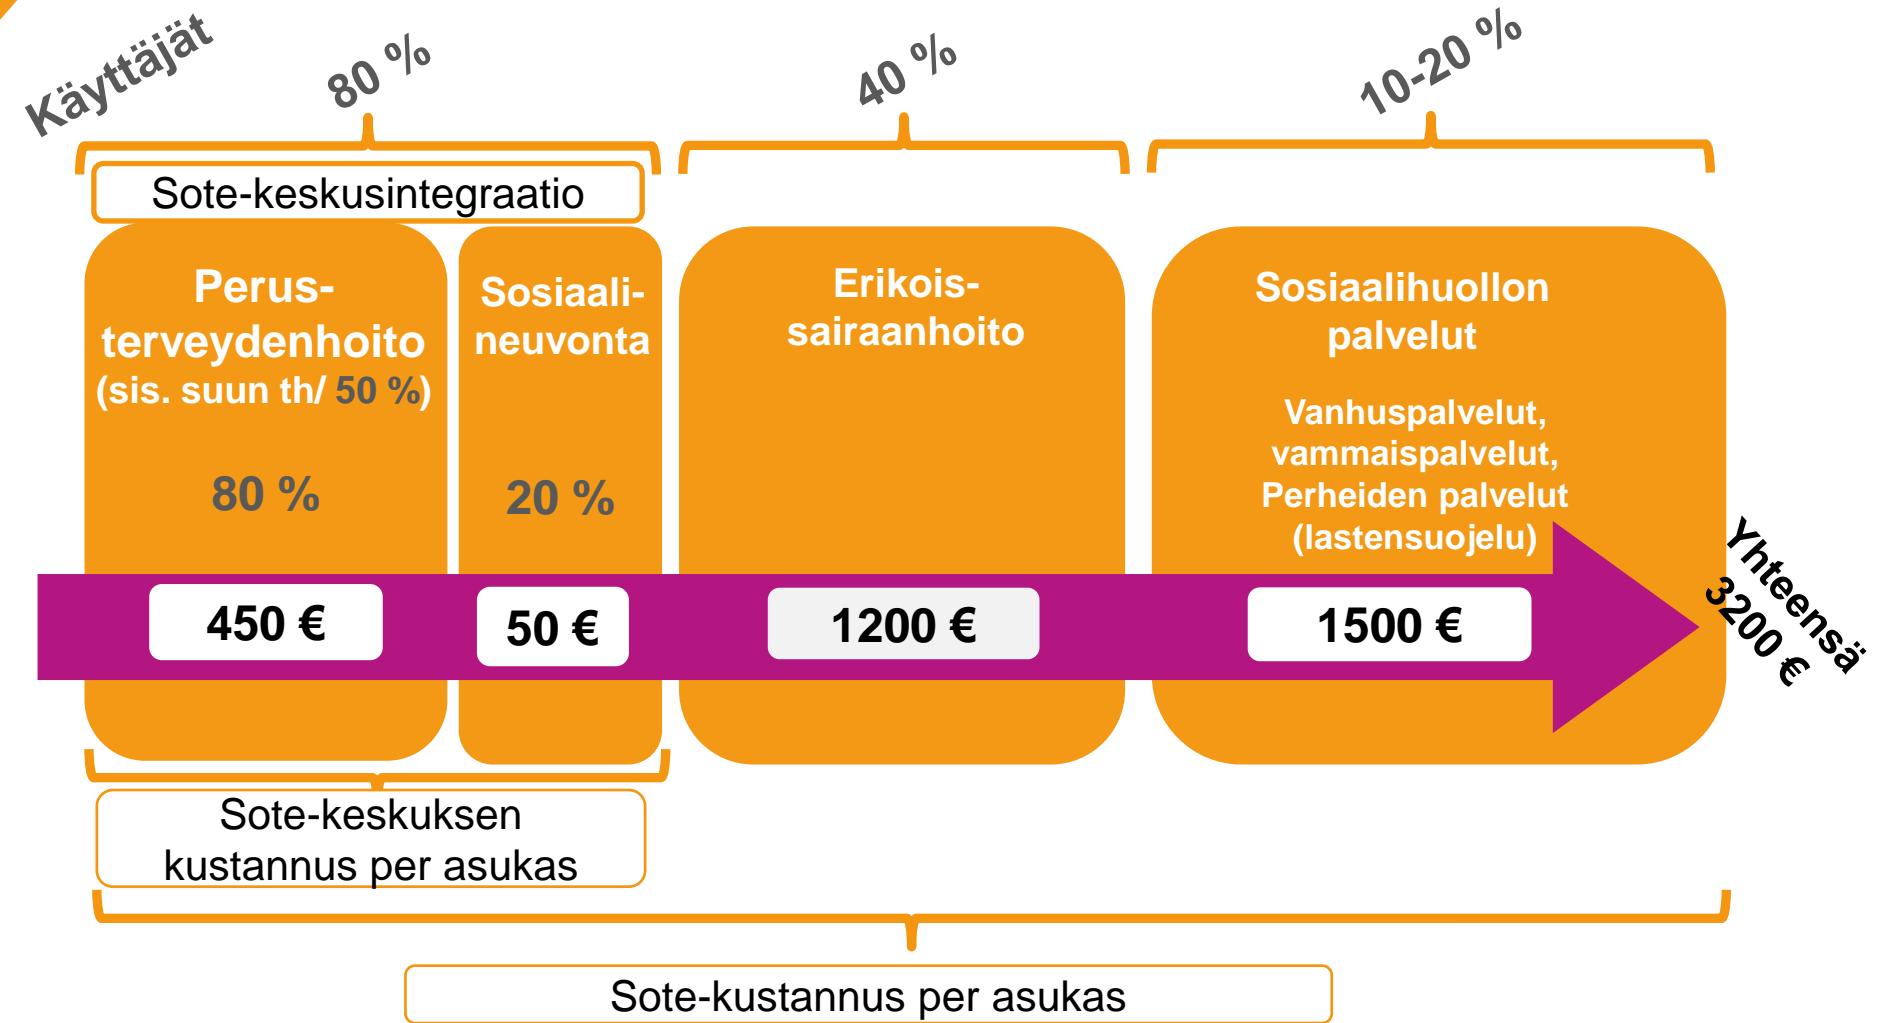 Käyttäjät
80 %
40 %
10-20 %
Sote-keskusintegraatio
Perus-
terveydenhoito
(sis. suun th/ 50 %)
80 %
Sosiaali-
neuvonta
20 %
Erikois-
sairaanhoito
Sosiaalihuollon
palvelut
Vanhuspalvelut,
vammaispalvelut,
Perheiden palvelut
(lastensuojelu)
450 €
50 €
1200 €
1500 €
Yhteensä
3200 €
Sote-keskuksen
kustannus per asukas
Sote-kustannus per asukas